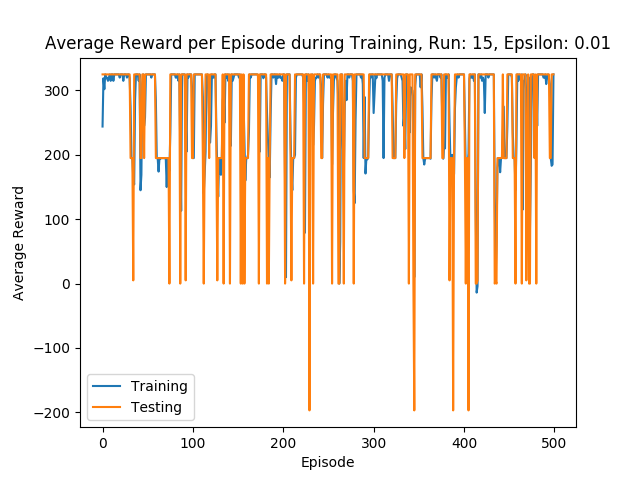 Average Reward per Episode during Training, Run: 15, Epsilon: 0.01
300
200
100
0
−100
−200
Average Reward
Training
Testing
0 100 200 300 400 500
Episode